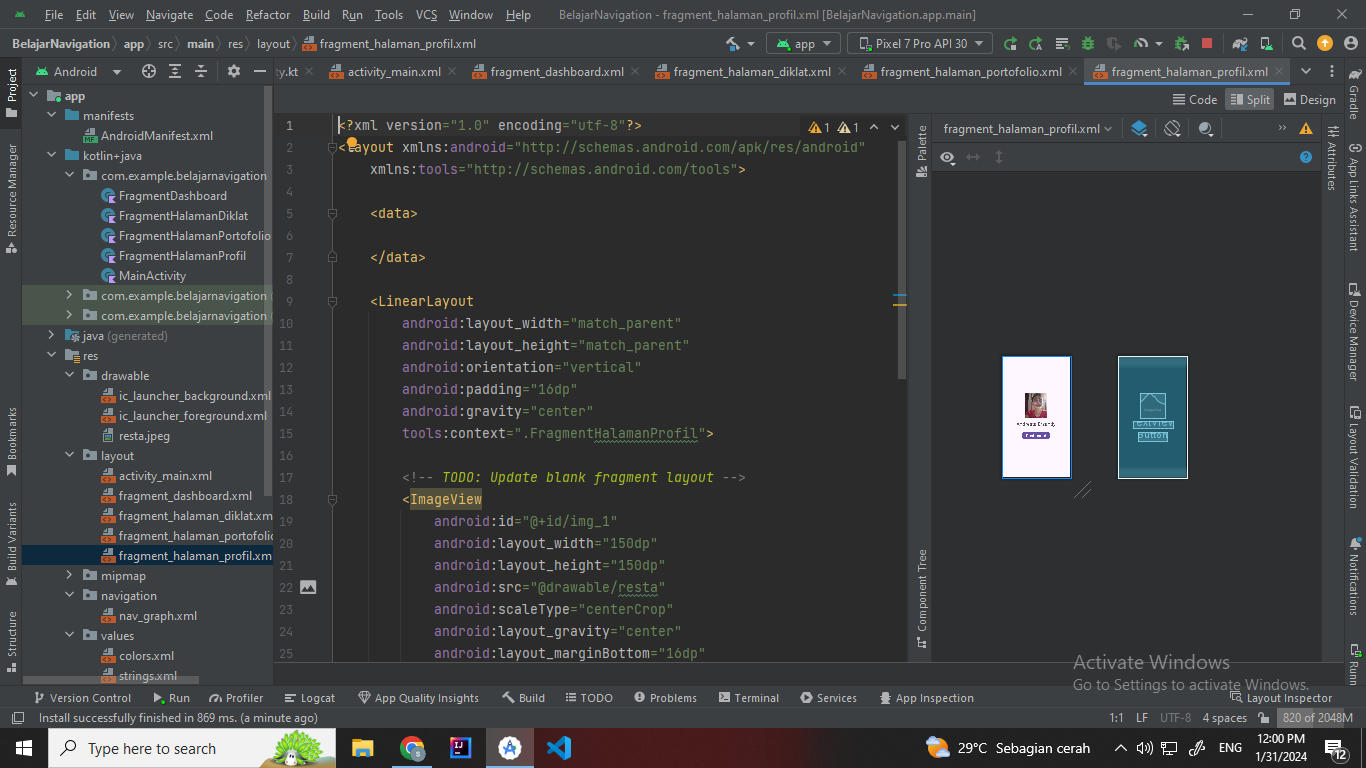 File Edit View Navigate Code Refactor Build Run Tools VCS Window Help BelajarNavigation - fragment_halaman_profil.xml [BelajarNavigation.app.main]
BelajarNavigation app src main res layout fragment_halaman_profil.xml app Pixel 7 Pro API 30
Android ty.kt activity_main.xml fragment_dashboard.xml fragment_halaman_diklat.xml fragment_halaman_portofolio.xml fragment_halaman_profil.xml
Code Split Design
Project
Resource Manager
Bookmarks
Build Variants
Structure
app
manifests
AndroidManifest.xml
kotlin+java
com.example.belajarnavigation
FragmentDashboard
FragmentHalamanDiklat
FragmentHalamanPortofolio
FragmentHalamanProfil
MainActivity
com.example.belajarnavigation
com.example.belajarnavigation
java (generated)
res
drawable
ic_launcher_background.xml
ic_launcher_foreground.xml
resta.jpeg
layout
activity_main.xml
fragment_dashboard.xml
fragment_halaman_diklat.xm
fragment_halaman_portofolio
fragment_halaman_profil.xm
mipmap
navigation
nav_graph.xml
values
colors.xml
strings.xml
1 <?xml version="1.0" encoding="utf-8"?> 1 1
2 <layout xmlns:android="http://schemas.android.com/apk/res/android"
3 xmlns:tools="http://schemas.android.com/tools">
4
5 <data>
6
7 </data>
8
9 <LinearLayout
10 android:layout_width="match_parent"
11 android:layout_height="match_parent"
12 android:orientation="vertical"
13 android:padding="16dp"
14 android:gravity="center"
15 tools:context=".FragmentHalamanProfil">
16
17 <!-- TODO: Update blank fragment layout -->
18 <ImageView
19 android:id="@+id/img_1"
20 android:layout_width="150dp"
21 android:layout_height="150dp"
22 android:src="@drawable/resta"
23 android:scaleType="centerCrop"
24 android:layout_gravity="center"
25 android:layout_marginBottom="16dp"
Palette
Component Tree
fragment_halaman_profil.xml
TextView
button
Attributes
Gradle
App Links Assistant
Device Manager
Layout Validation
Notifications
Runn
Activate Windows
Go to Settings to activate Windows.
Version Control Run Profiler Logcat App Quality Insights Build TODO Problems Terminal Services App Inspection Layout Inspector
Install successfully finished in 869 ms. (a minute ago) 1:1 LF UTF-8 4 spaces 820 of 2048M
Type here to search 29°C Sebagian cerah ENG 12:00 PM
1/31/2024 12